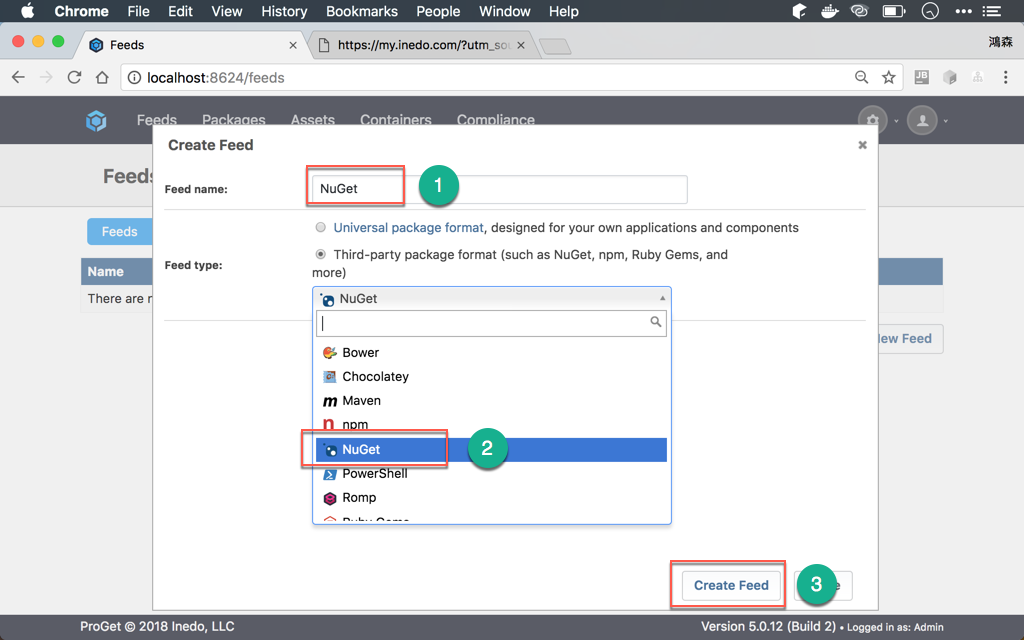 Chrome File Edit View History Bookmarks People Window Help
Feeds
https://my.inedo.com/?utm_sou
鴻森
localhost:8624/feeds
JB
Feeds Packages Assets Containers Compliance
Create Feed
Feeds
Feed name:
NuGet
1
Universal package format, designed for your own applications and components
Feeds
Feed type:
Third-party package format (such as NuGet, npm, Ruby Gems, and
more)
Name
There are
NuGet
Bower
Chocolatey
Maven
npm
NuGet
2
PowerShell
Romp
Ruby Gems
Feed
Create Feed
3
ProGet © 2018 Inedo, LLC
Version 5.0.12 (Build 2) • Logged in as: Admin